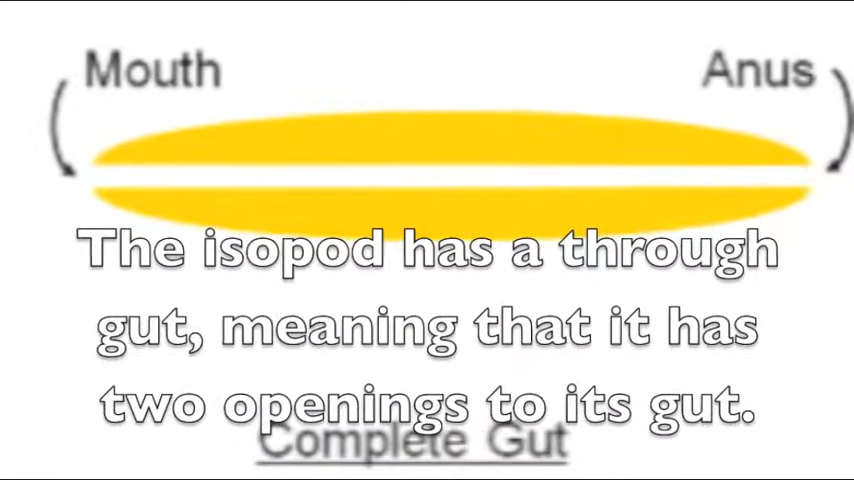 Mouth Anus
The isopod has a through
gut, meaning that it has
two openings to its gut.
Complete Gut